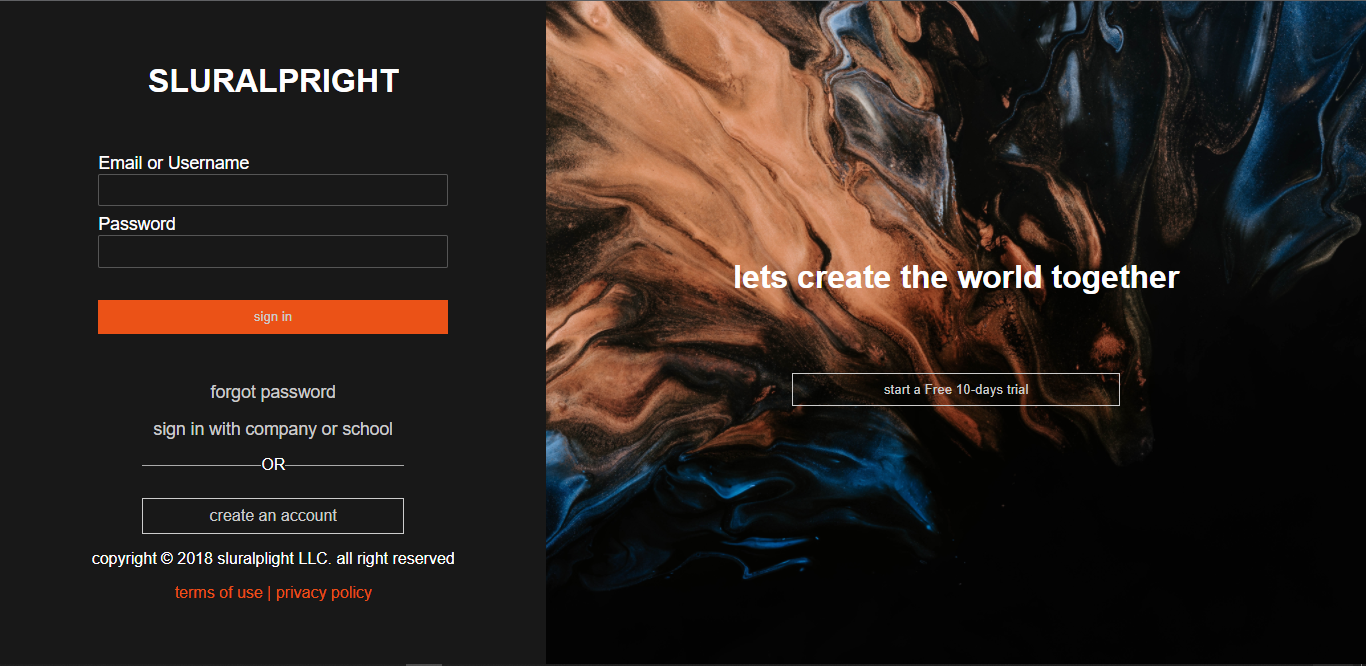 SLURALPRIGHT
Email or Username
Password
sign in
forgot password
sign in with company or school
OR
create an account
copyright © 2018 sluralplight LLC. all right reserved
terms of use | privacy policy
lets create the world together
start a Free 10-days trial